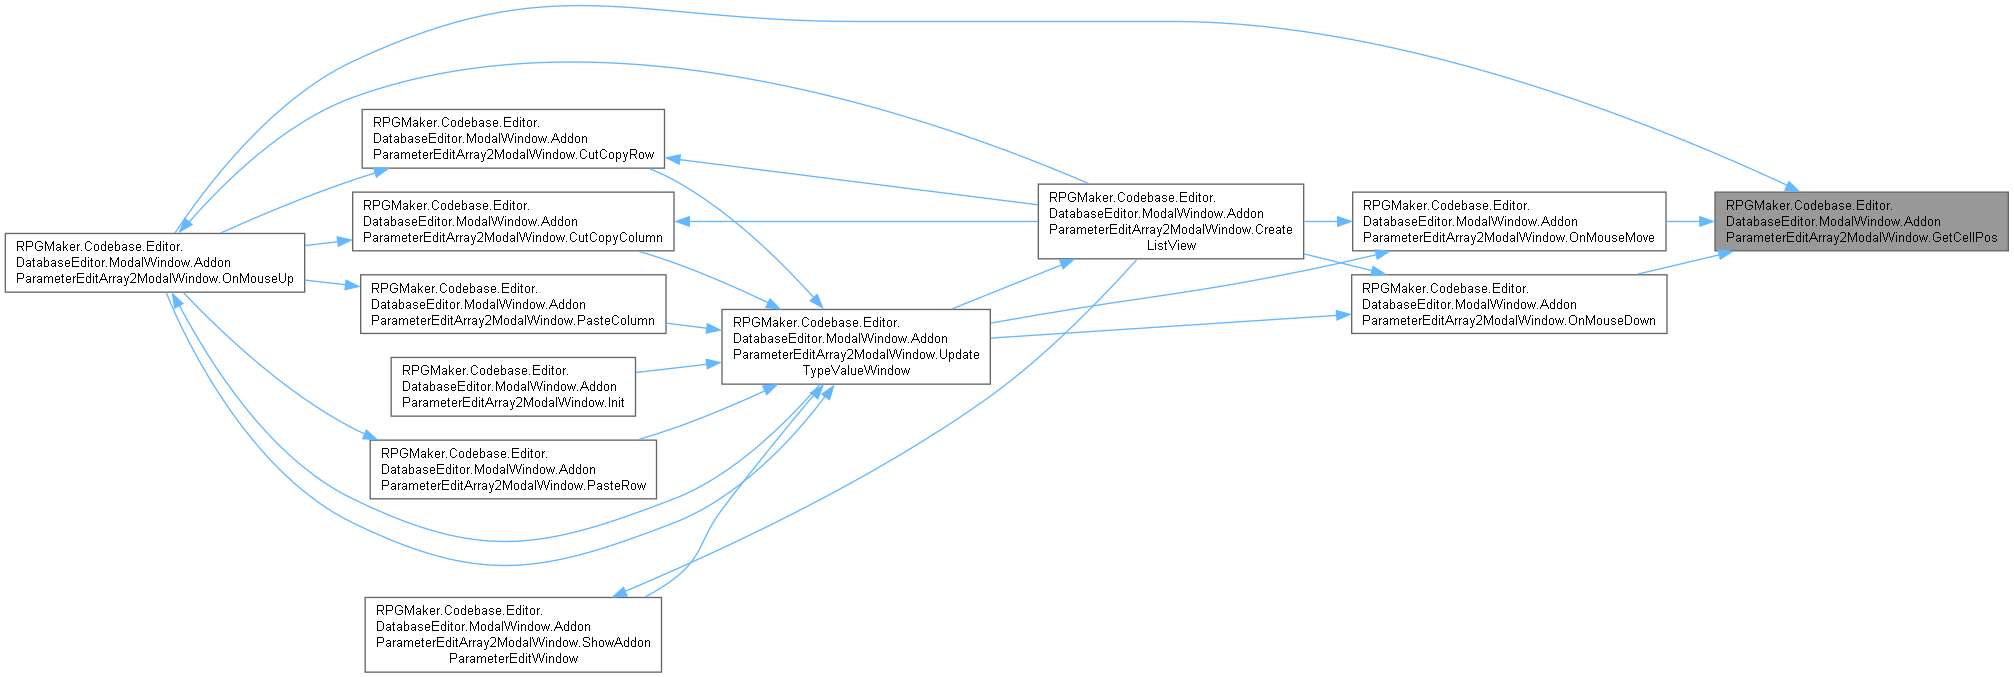 RPGMaker.Codebase.Editor.
DatabaseEditor.ModalWindow.Addon
ParameterEditArray2ModalWindow.CutCopyRow
RPGMaker.Codebase.Editor.
DatabaseEditor.ModalWindow.Addon
ParameterEditArray2ModalWindow.CutCopyColumn
RPGMaker.Codebase.Editor.
DatabaseEditor.ModalWindow.Addon
ParameterEditArray2ModalWindow.OnMouseUp
RPGMaker.Codebase.Editor.
DatabaseEditor.ModalWindow.Addon
ParameterEditArray2ModalWindow.PasteColumn
RPGMaker.Codebase.Editor.
DatabaseEditor.ModalWindow.Addon
ParameterEditArray2ModalWindow.Init
RPGMaker.Codebase.Editor.
DatabaseEditor.ModalWindow.Addon
ParameterEditArray2ModalWindow.PasteRow
RPGMaker.Codebase.Editor.
DatabaseEditor.ModalWindow.Addon
ParameterEditArray2ModalWindow.ShowAddon
ParameterEditWindow
RPGMaker.Codebase.Editor.
DatabaseEditor.ModalWindow.Addon
ParameterEditArray2ModalWindow.Update
TypeValueWindow
RPGMaker.Codebase.Editor.
DatabaseEditor.ModalWindow.Addon
ParameterEditArray2ModalWindow.Create
ListView
RPGMaker.Codebase.Editor.
DatabaseEditor.ModalWindow.Addon
ParameterEditArray2ModalWindow.OnMouseMove
RPGMaker.Codebase.Editor.
DatabaseEditor.ModalWindow.Addon
ParameterEditArray2ModalWindow.OnMouseDown
RPGMaker.Codebase.Editor.
DatabaseEditor.ModalWindow.Addon
ParameterEditArray2ModalWindow.GetCellPos